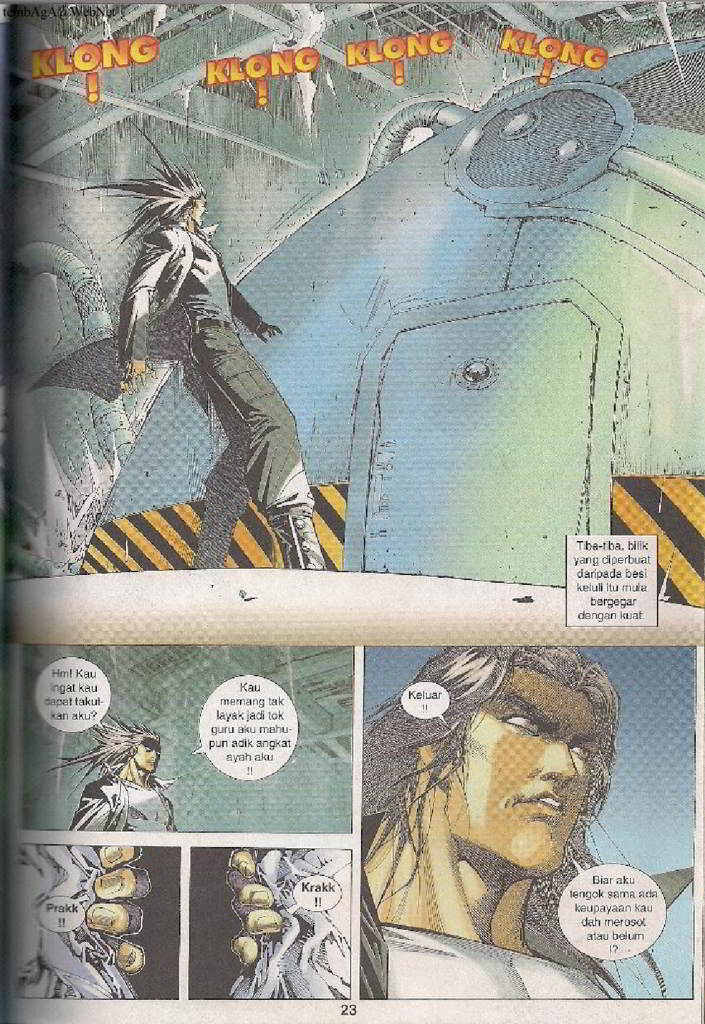 tembAgA / WebNet
KLONG
!
KLONG
!
KLONG
!
KLONG
!
Tiba-tiba, bilik
yang diperbuat
daripada besi
keluli itu mula
bergegar
dengan kuat.
Hm! Kau
ingat kau
dapat takut-
kan aku?
Kau
memang tak
layak jadi tok
guru aku mahu-
pun adik angkat
ayah aku
!!
Keluar
!!
Prakk
!!
Krakk
!!
Biar aku
tengok sama ada
keupayaan kau
dah merosot
atau belum
!?
23